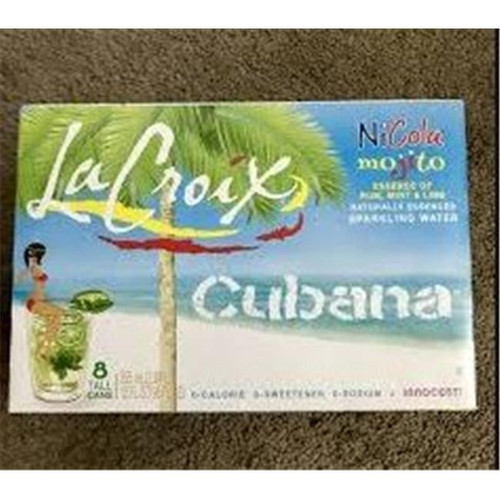 LaCroix
NiCola
mojito
ESSENCE OF
RUM, MINT & LIME
NATURALLY ESSENCED
SPARKLING WATER
Cubana
8
TALL
CANS
0-CALORIE 0-SWEETENER 0-SODIUM = INNOCENT!